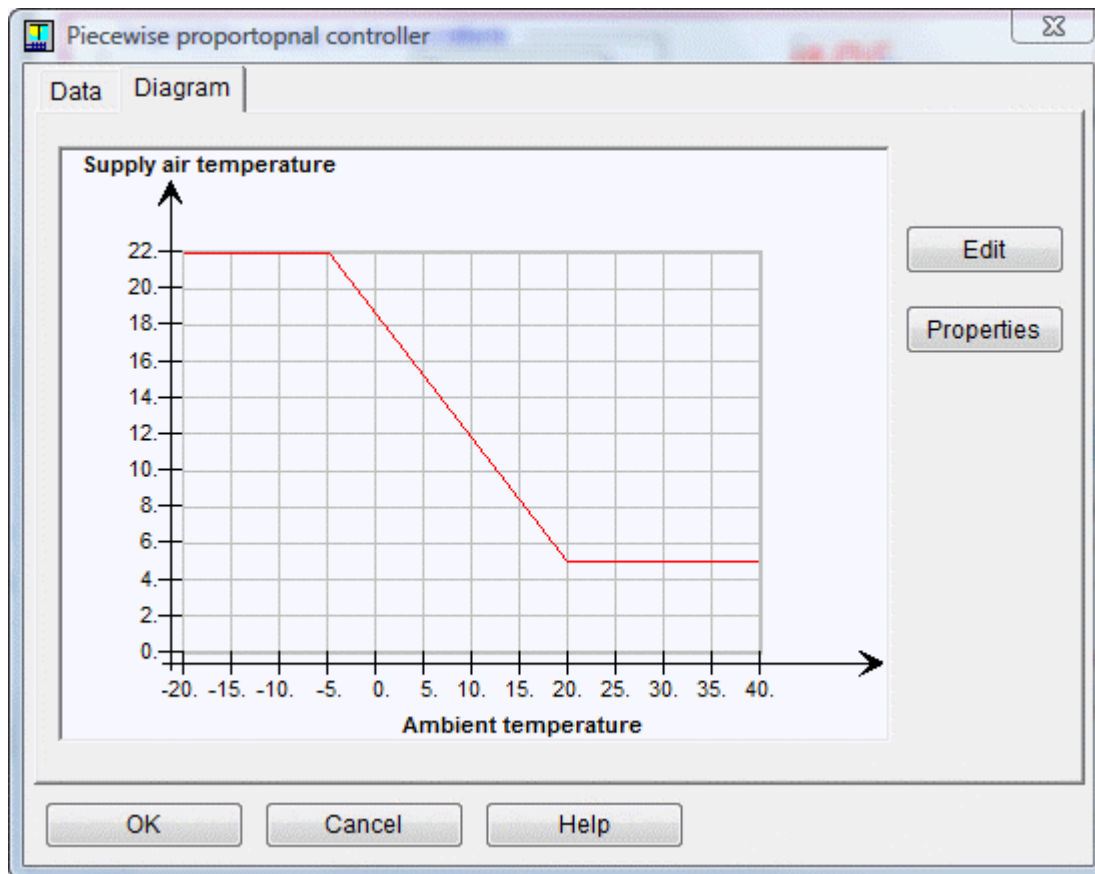 Piecewise proportopnal controller
Data Diagram
Supply air temperature
22.
20.
18.
16.
14.
12.
10.
8.
6.
4.
2.
0.
-20. -15. -10. -5. 0. 5. 10. 15. 20. 25. 30. 35. 40.
Ambient temperature
Edit
Properties
OK Cancel Help